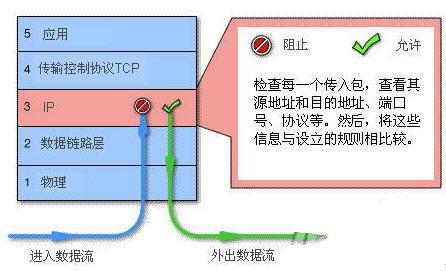 5 应用
4 传输控制协议TCP
3 IP
2 数据链路层
1 物理
阻止
允许
检查每一个传入包，查看其
源地址和目的地址、端口
号、协议等。然后，将这些
信息与设立的规则相比较。
进入数据流
外出数据流